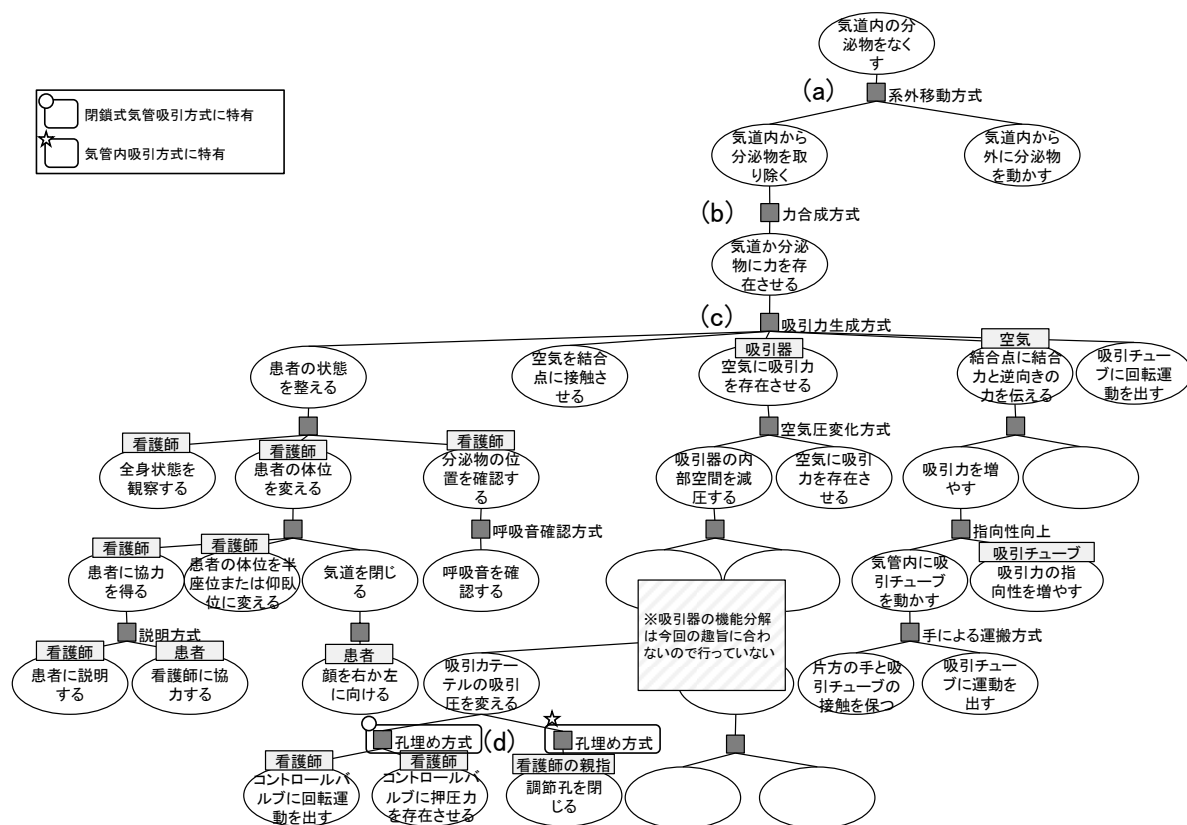 気道内の分
泌物をなくす
す
(a)
系外移動方式
閉鎖式気管吸引方式に特有
気管内吸引方式に特有
気道内から
分泌物を取
り除く
気道内から
外に分泌物
を動かす
(b)
力合成方式
気道か分泌
物に力を存
在させる
(c)
吸引力生成方式
患者の状態
を整える
空気を結合
点に接触さ
せる
吸引器
空気に吸引力
を存在させる
空気
結合点に結合
力と逆向きの
力を伝える
吸引チュー
ブに回転運
動を出す
看護師
全身状態を
観察する
看護師
患者の体位
を変える
看護師
分泌物の位
置を確認す
る
空気圧変化方式
吸引器の内
部空間を減
圧する
空気に吸引
力を存在さ
せる
吸引力を増
やす
呼吸音確認方式
指向性向上
看護師
患者に協力
を得る
看護師
患者の体位を半
座位または仰臥
位に変える
気道を閉じ
る
呼吸音を確
認する
気管内に吸
引チューブを
動かす
吸引チューブ
吸引力の指
向性を増やす
※吸引器の機能分解
は今回の趣旨に合わ
ないので行っていない
説明方式
手による運搬方式
看護師
患者に説明
する
患者
看護師に協
力する
患者
顔を右か左
に向ける
吸引カテー
テルの吸引
圧を変える
片方の手と吸
引チューブの
接触を保つ
吸引チュー
ブに運動を
出す
孔埋め方式
(d)
孔埋め方式
看護師
コントロールバ
ルブに回転運
動を出す
看護師
コントロールバ
ルブに押圧力
を存在させる
看護師の親指
調節孔を閉
じる